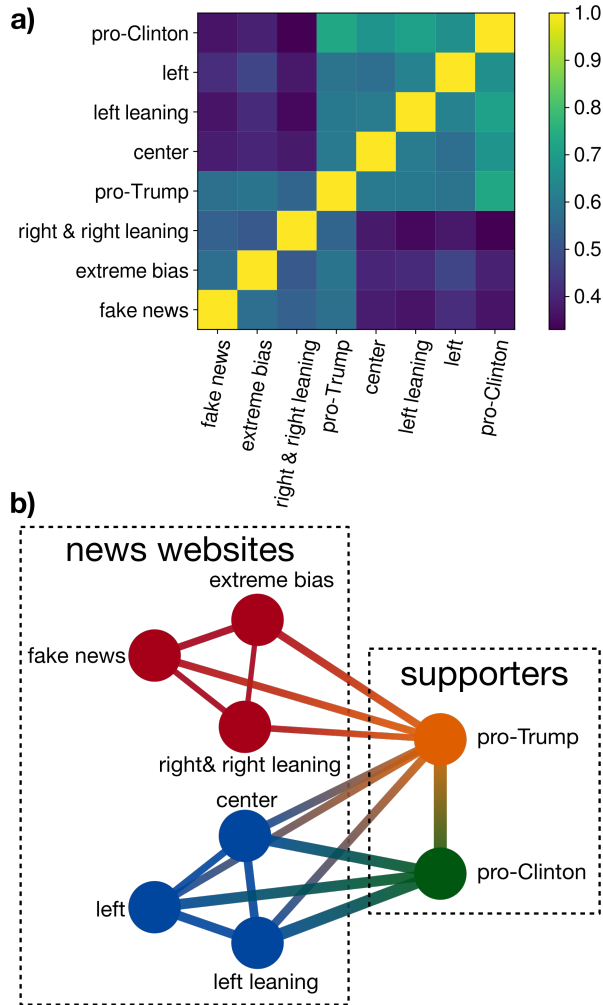 a)
pro-Clinton
left
left leaning
center
pro-Trump
right & right leaning
extreme bias
fake news
fake news
extreme bias
right & right leaning
pro-Trump
center
left leaning
left
pro-Clinton
1.0
0.9
0.8
0.7
0.6
0.5
0.4
b)
news websites
extreme bias
fake news
right& right leaning
center
left
left leaning
supporters
pro-Trump
pro-Clinton